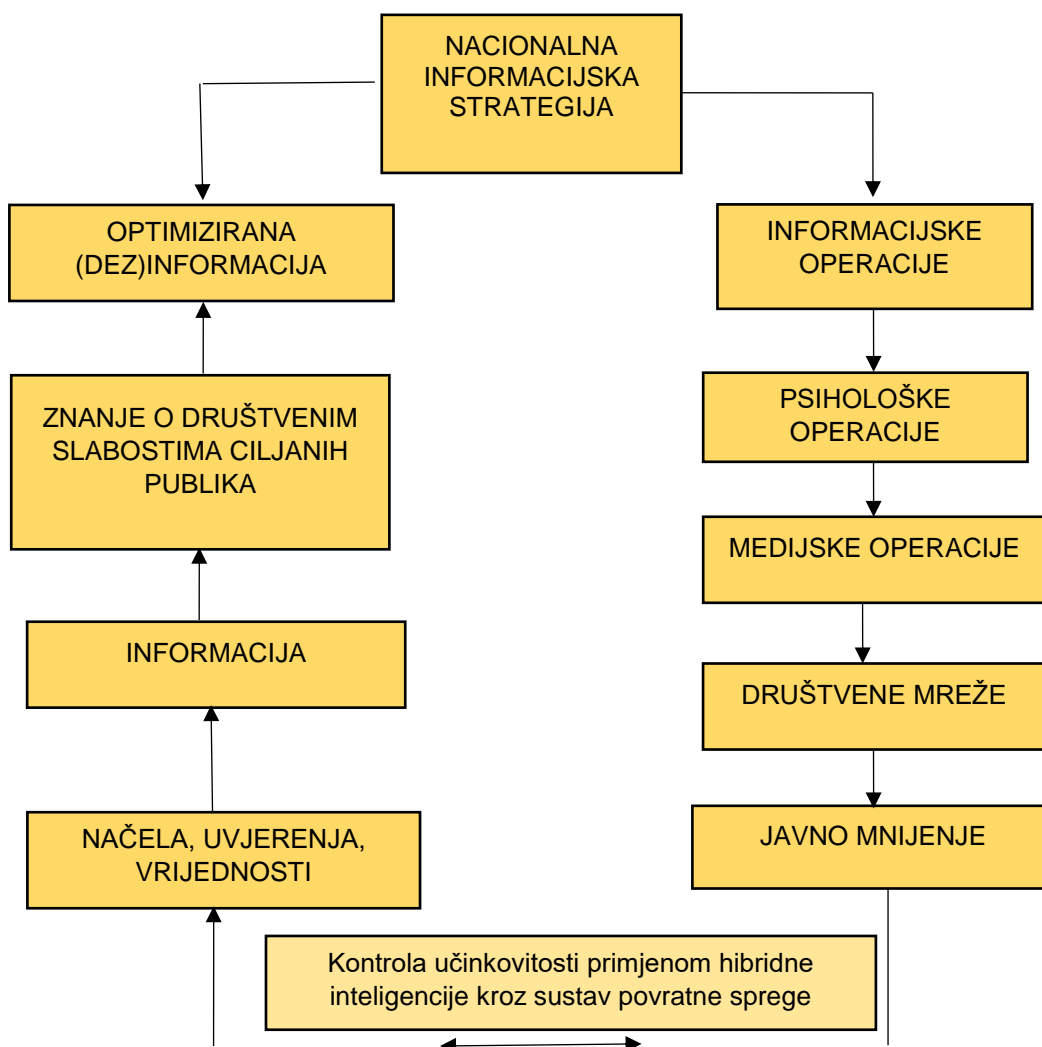 NACIONALNA
INFORMACIJSKA
STRATEGIJA
OPTIMIZIRANA
(DEZ)INFORMACIJA
INFORMACIJSKE
OPERACIJE
ZNANJE O DRUŠTVENIM
SLABOSTIMA CILJANIH
PUBLIKA
PSIHOLOŠKE
OPERACIJE
MEDIJSKE OPERACIJE
INFORMACIJA
DRUŠTVENE MREŽE
NAČELA, UVJERENJA,
VRIJEDNOSTI
JAVNO MNIJENJE
Kontrola učinkovitosti primjenom hibridne
inteligencije kroz sustav povratne sprege